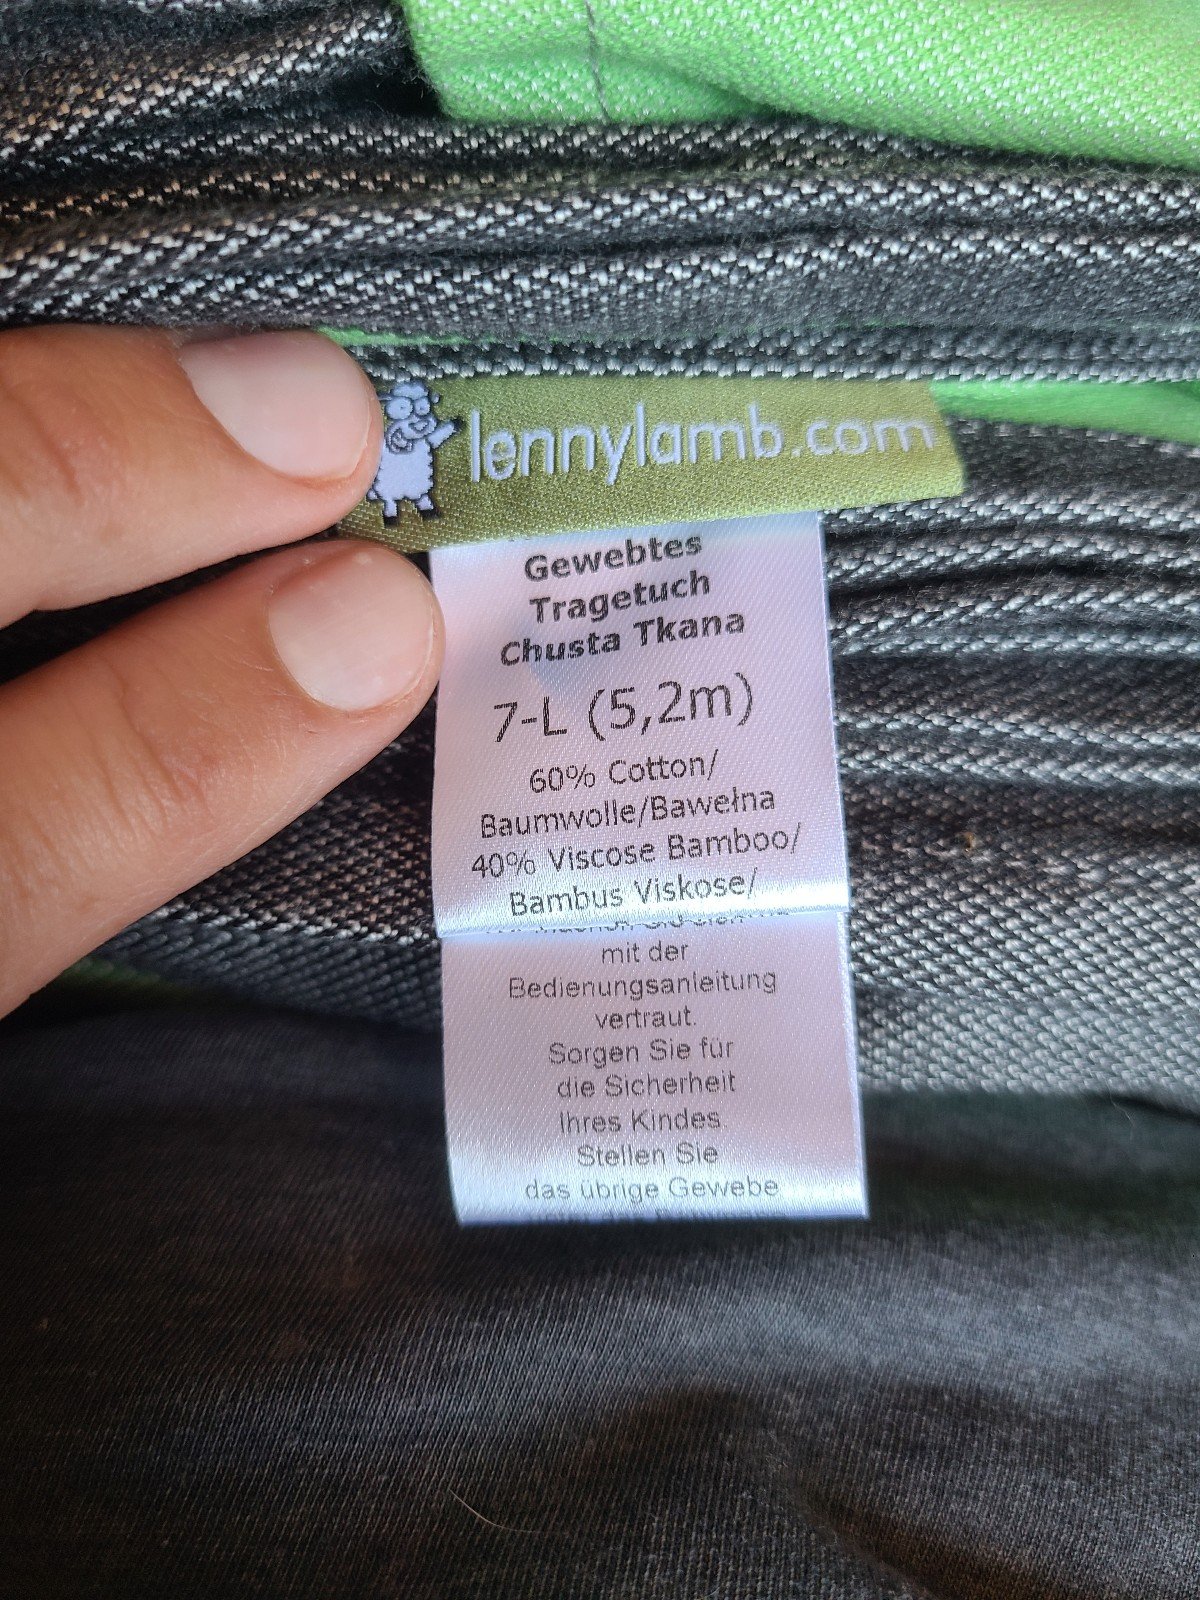 lennylamb.com
Gewebtes
Tragetuch
Chusta Tkana
7-L (5,2m)
60% Cotton/
Baumwolle/Bawełna
40% Viscose Bamboo/
Bambus Viskose/
mit der
Bedienungsanleitung
vertraut.
Sorgen Sie für
die Sicherheit
Ihres Kindes.
Stellen Sie
das übrige Gewebe